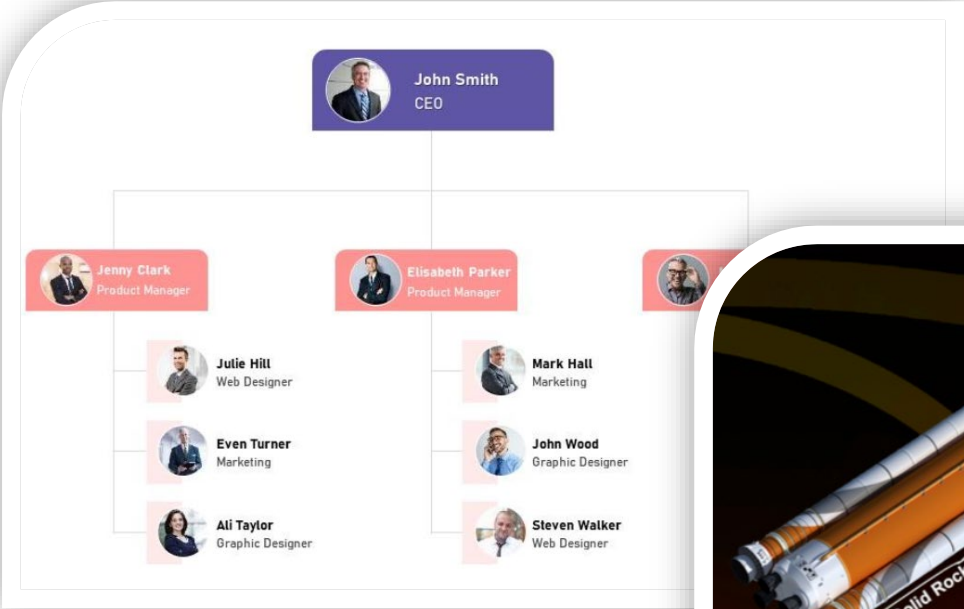 John Smith
CEO
Jenny Clark
Product Manager
Elisabeth Parker
Product Manager
Julie Hill
Web Designer
Mark Hall
Marketing
Even Turner
Marketing
John Wood
Graphic Designer
Ali Taylor
Graphic Designer
Steven Walker
Web Designer